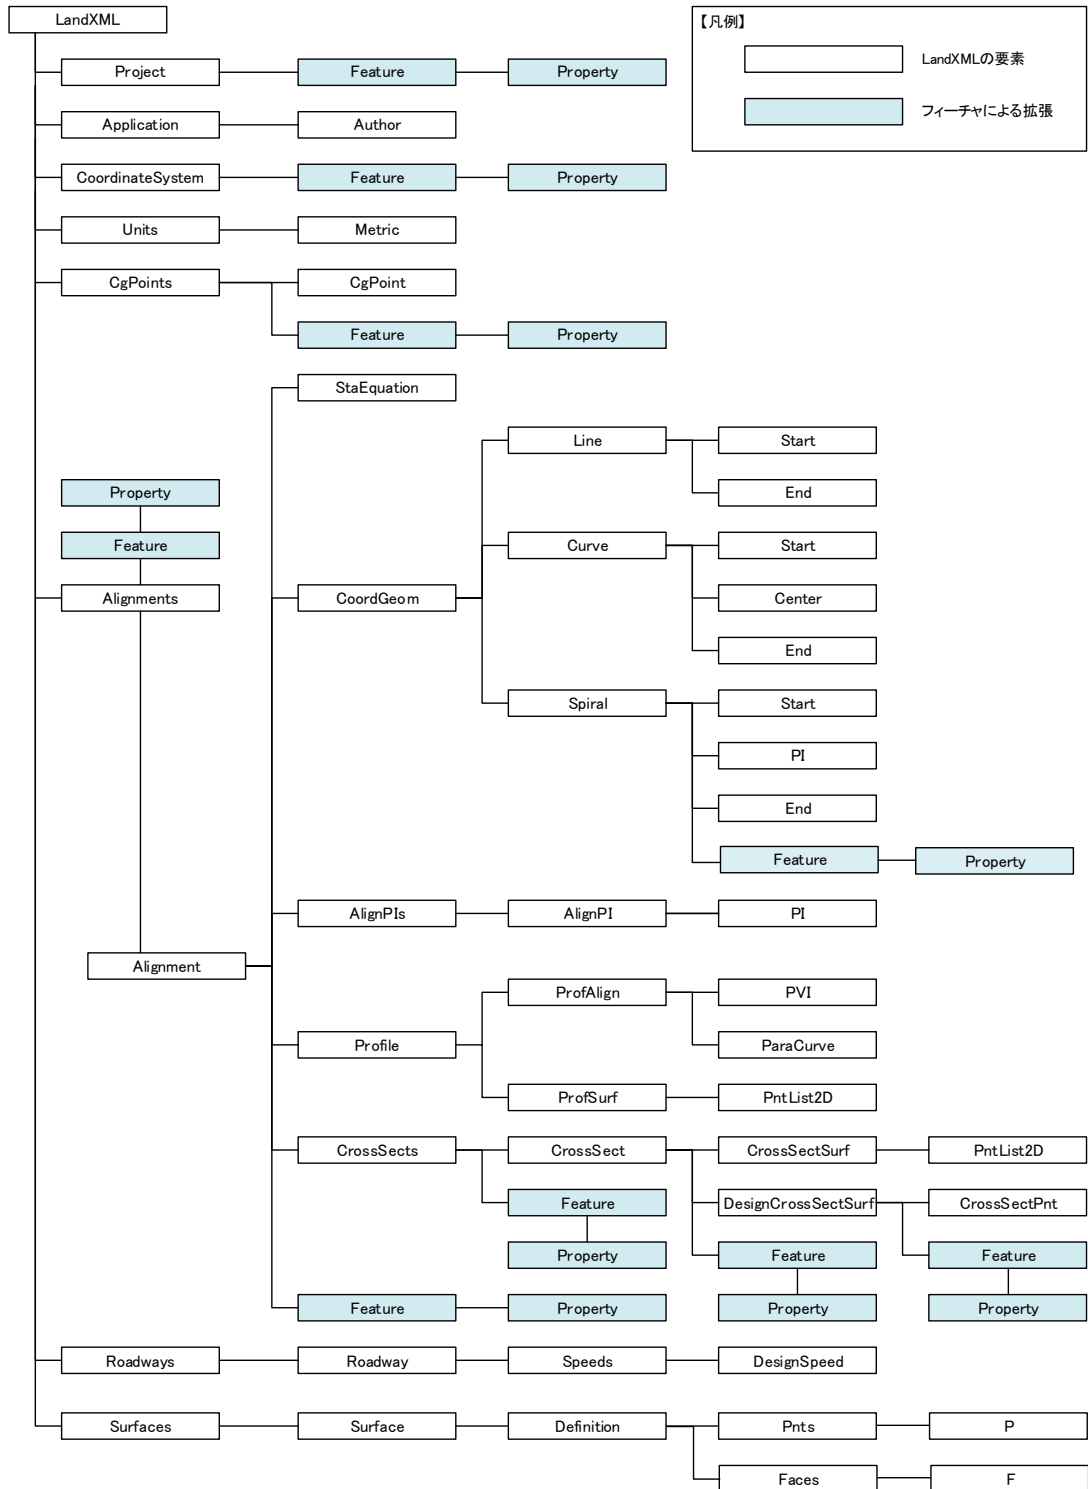 LandXML
【凡例】
LandXMLの要素
フィーチャによる拡張
Project
Feature
Property
Application
Author
CoordinateSystem
Feature
Property
Units
Metric
CgPoints
CgPoint
Feature
Property
StaEquation
Line
Start
End
Property
Feature
Alignments
CoordGeom
Curve
Start
Center
End
Spiral
Start
PI
End
Feature
Property
AlignPIs
AlignPI
PI
Alignment
ProfAlign
PVI
Profile
ParaCurve
ProfSurf
PntList2D
CrossSects
CrossSect
CrossSectSurf
PntList2D
Feature
DesignCrossSectSurf
CrossSectPnt
Property
Feature
Feature
Feature
Property
Property
Property
Roadways
Roadway
Speeds
DesignSpeed
Surfaces
Surface
Definition
Pnts
P
Faces
F